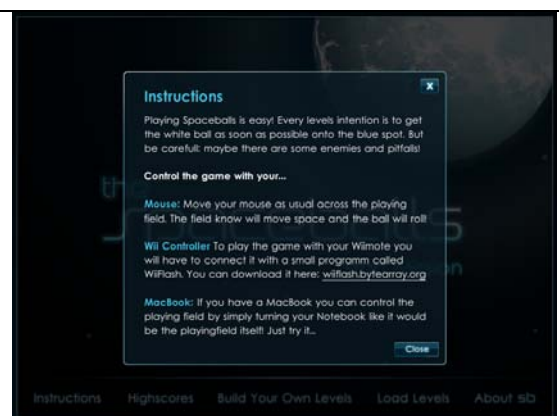 X
Instructions
Playing Spaceballs is easy! Every levels intention is to get
the white ball as soon as possible onto the blue spot. But
be carefull: maybe there are some enemies and pitfalls!
Control the game with your...
Mouse: Move your mouse as usual across the playing
field. The field know will move space and the ball will roll!
Wii Controller To play the game with your Wiimote you
will have to connect it with a small programm called
WiiFlash. You can download it here: wiiflash.bytearray.org
MacBook: If you have a MacBook you can control the
playing field by simply turning your Notebook like it would
be the playingfield itself! Just try it...
Close
Instructions Highscores Build Your Own Levels Load Levels About sb